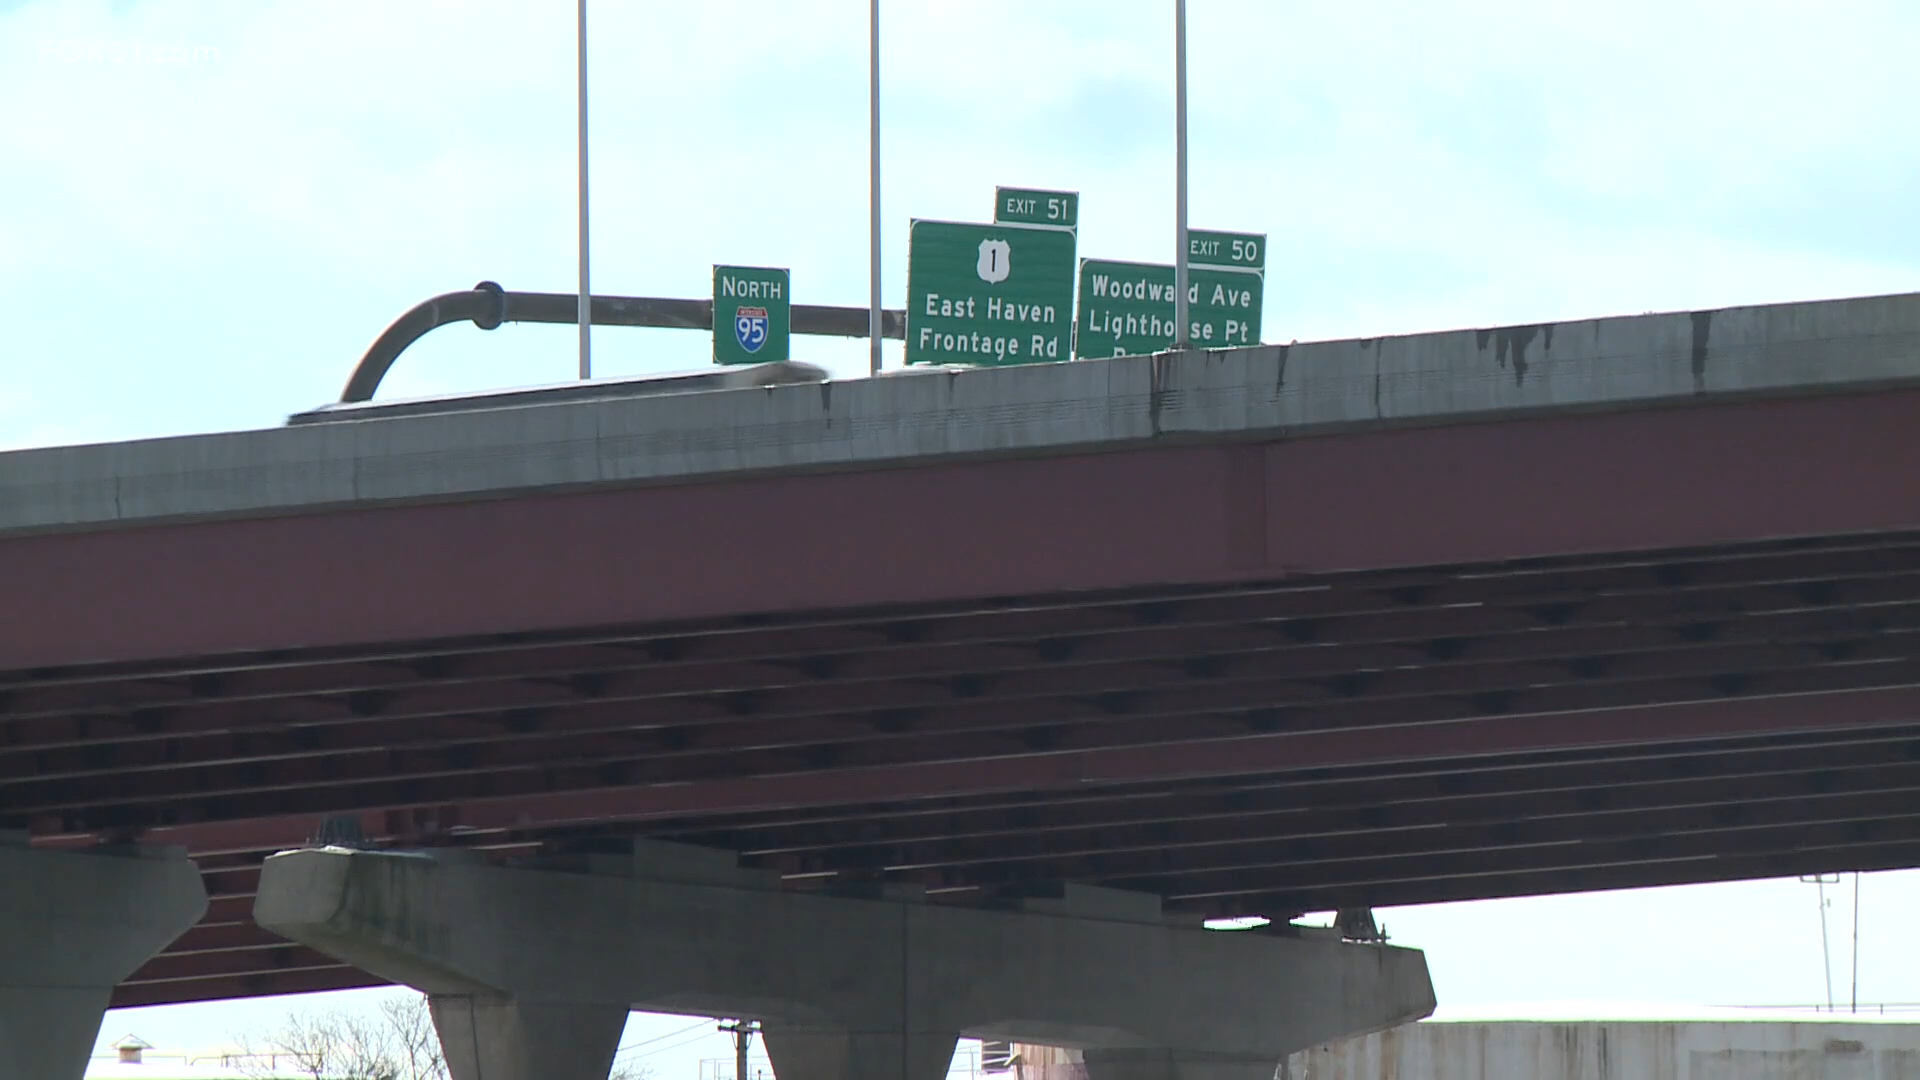 NORTH
95
EXIT 51
1
East Haven
Frontage Rd
EXIT 50
Woodward Ave
Lighthouse Pt